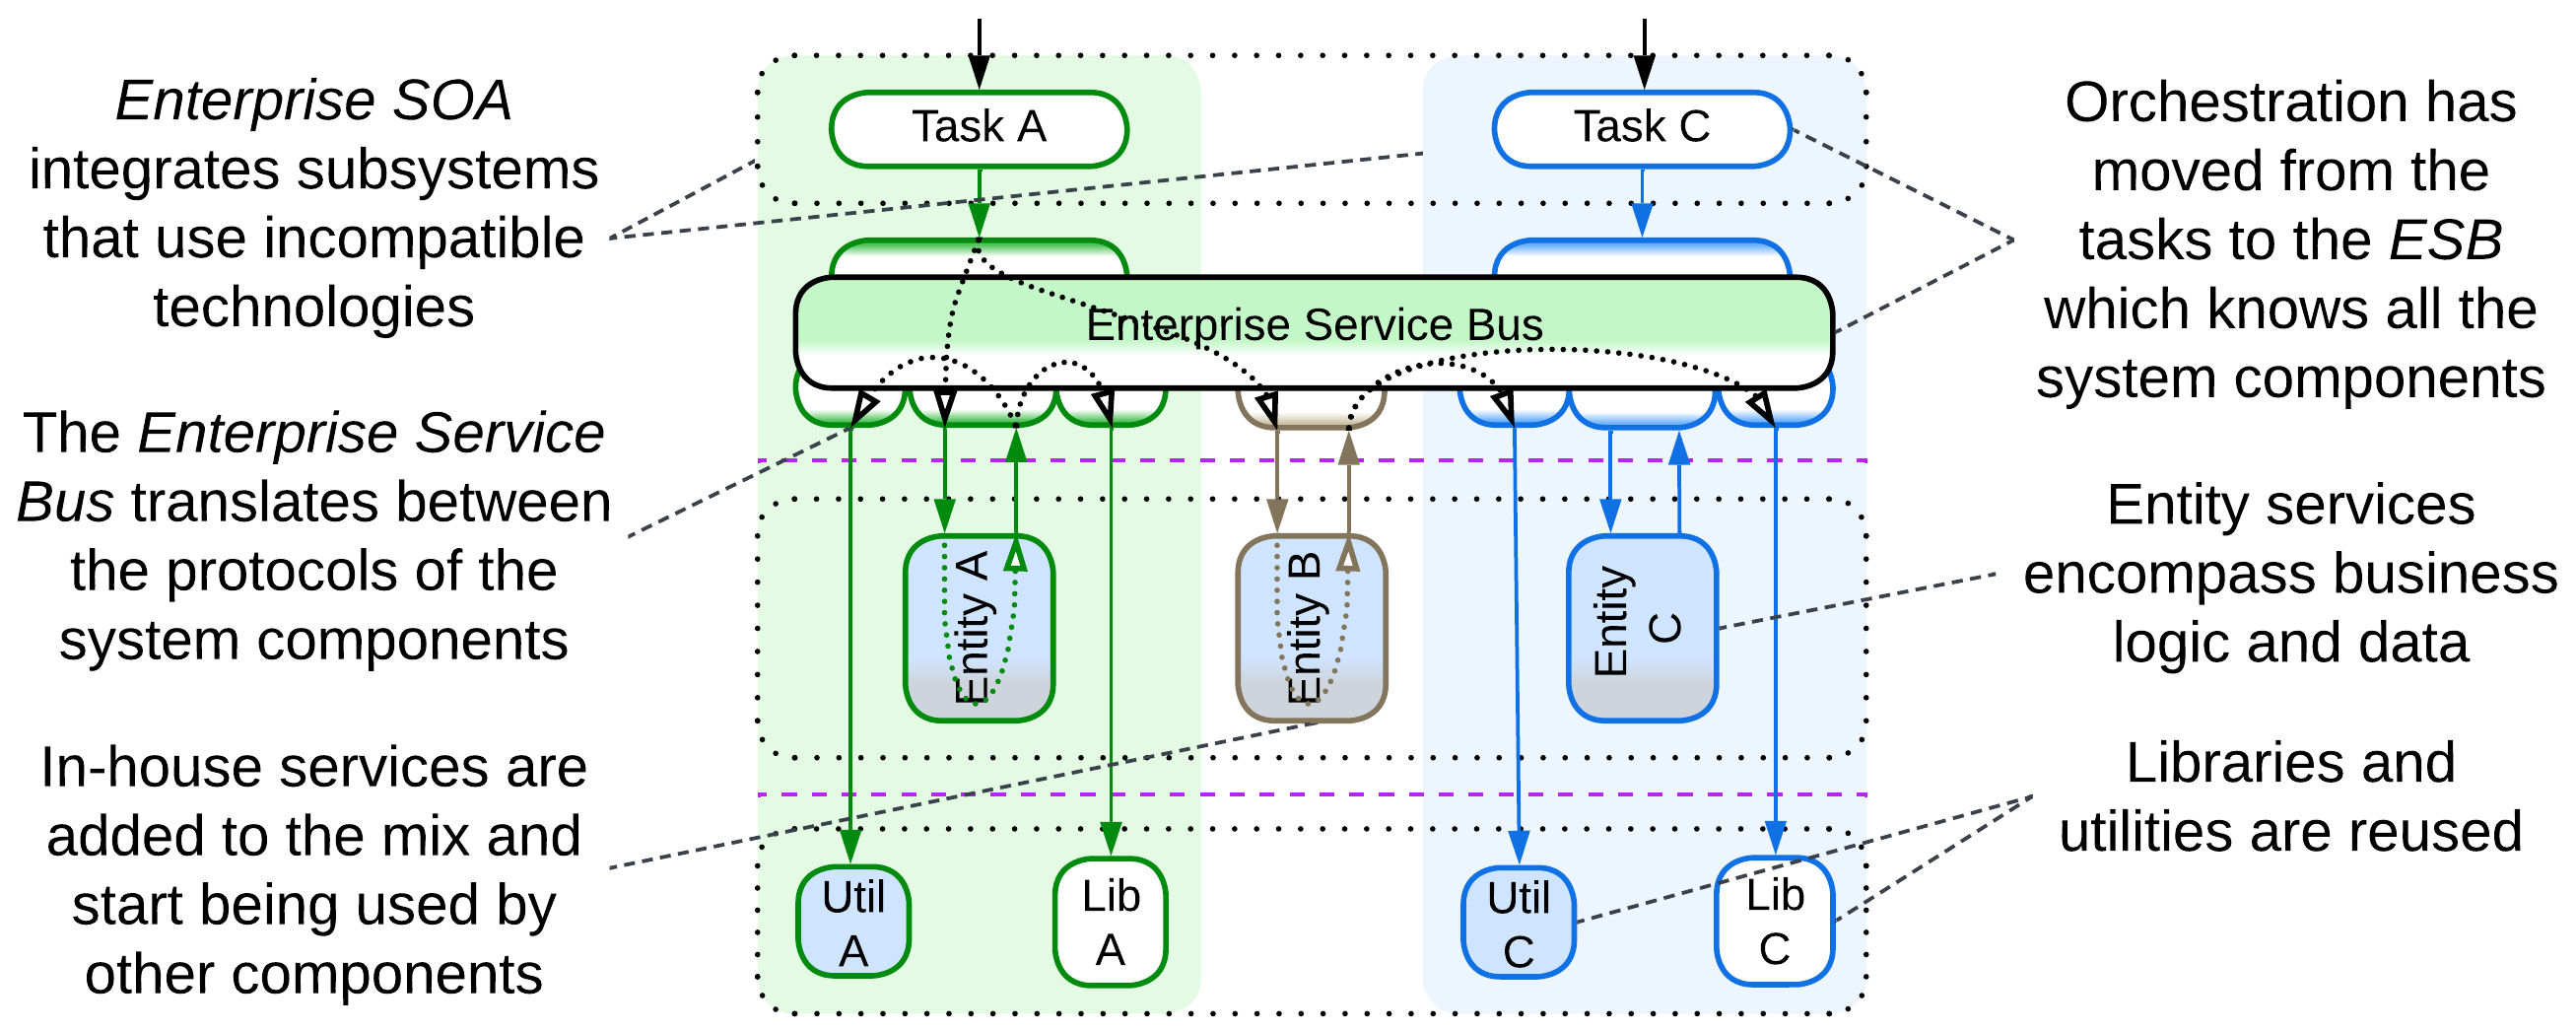 Enterprise SOA
integrates subsystems
that use incompatible
technologies
The Enterprise Service
Bus translates between
the protocols of the
system components
In-house services are
added to the mix and
start being used by
other components
Task A
Task C
Enterprise Service Bus
Entity A
Entity B
Entity
C
Util
A
Lib
A
Util
C
Lib
C
Orchestration has
moved from the
tasks to the ESB
which knows all the
system components
Entity services
encompass business
logic and data
Libraries and
utilities are reused